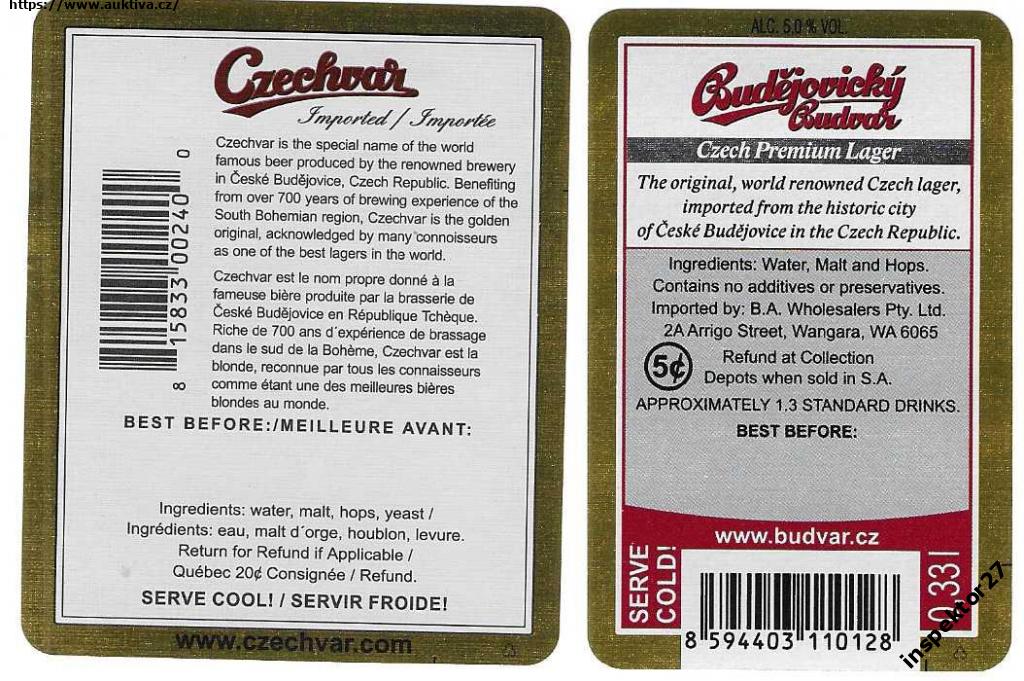 https://www.auktiva.cz/
Czechvar
Imported / Importée
Czechvar is the special name of the world
famous beer produced by the renowned brewery
in České Budějovice, Czech Republic. Benefiting
from over 700 years of brewing experience of the
South Bohemian region, Czechvar is the golden
original, acknowledged by many connoisseurs
as one of the best lagers in the world.
Czechvar est le nom propre donné à la
fameuse bière produite par la brasserie de
České Budějovice en République Tchèque.
Riche de 700 ans d´expérience de brassage
dans le sud de la Bohème, Czechvar est la
blonde, reconnue par tous les connaisseurs
comme étant une des meilleures bières
blondes au monde.
8 15833 00240 0
BEST BEFORE:/MEILLEURE AVANT:
Ingredients: water, malt, hops, yeast /
Ingrédients: eau, malt d´orge, houblon, levure.
Return for Refund if Applicable /
Québec 20¢ Consignée / Refund.
SERVE COOL! / SERVIR FROIDE!
www.czechvar.com
ALC. 5.0 % VOL.
Budějovický
Budvar
Czech Premium Lager
The original, world renowned Czech lager,
imported from the historic city
of České Budějovice in the Czech Republic.
Ingredients: Water, Malt and Hops.
Contains no additives or preservatives.
Imported by: B.A. Wholesalers Pty. Ltd.
2A Arrigo Street, Wangara, WA 6065
5¢
Refund at Collection
Depots when sold in S.A.
APPROXIMATELY 1.3 STANDARD DRINKS.
BEST BEFORE:
www.budvar.cz
SERVE
COLD!
8 594403 110128
0,33l
inspektor27